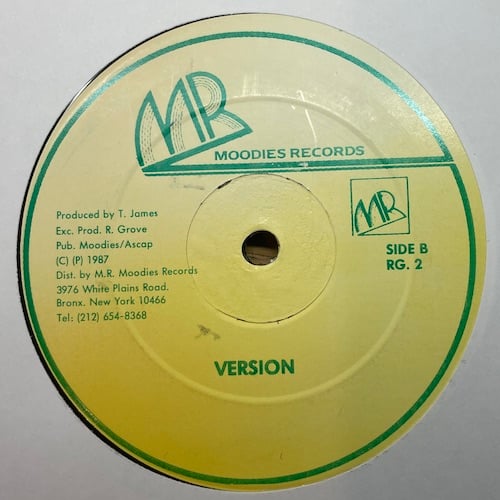 MR
MOODIES RECORDS
MR
SIDE B
RG. 2
Produced by T. James
Exc. Prod. R. Grove
Pub. Moodies/Ascap
(C) (P) 1987
Dist. by M.R. Moodies Records
3976 White Plains Road.
Bronx. New York 10466
Tel: (212) 654-8368
VERSION